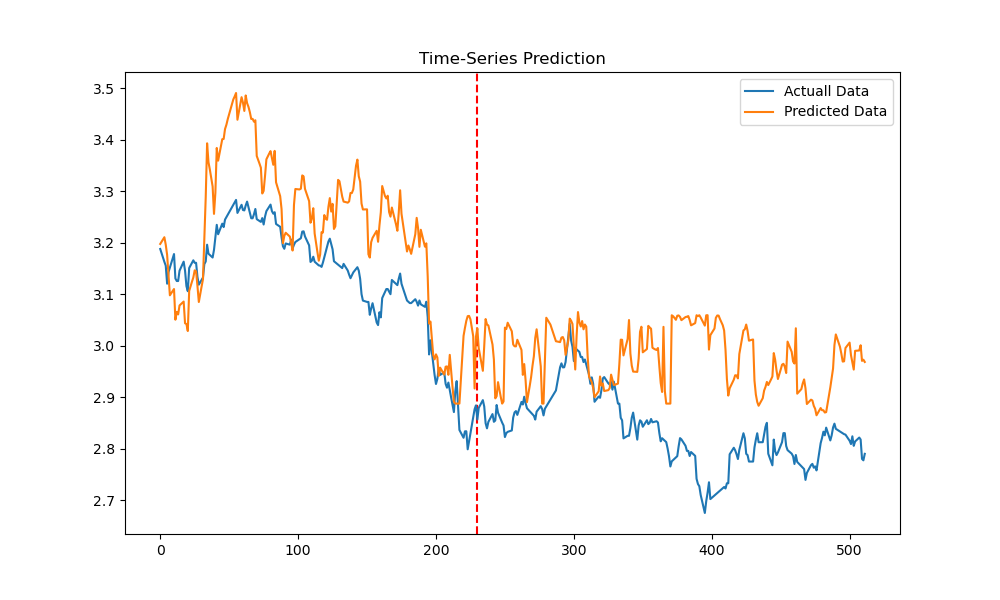 Time-Series Prediction
Actuall Data
Predicted Data
3.5
3.4
3.3
3.2
3.1
3.0
2.9
2.8
2.7
0 100 200 300 400 500